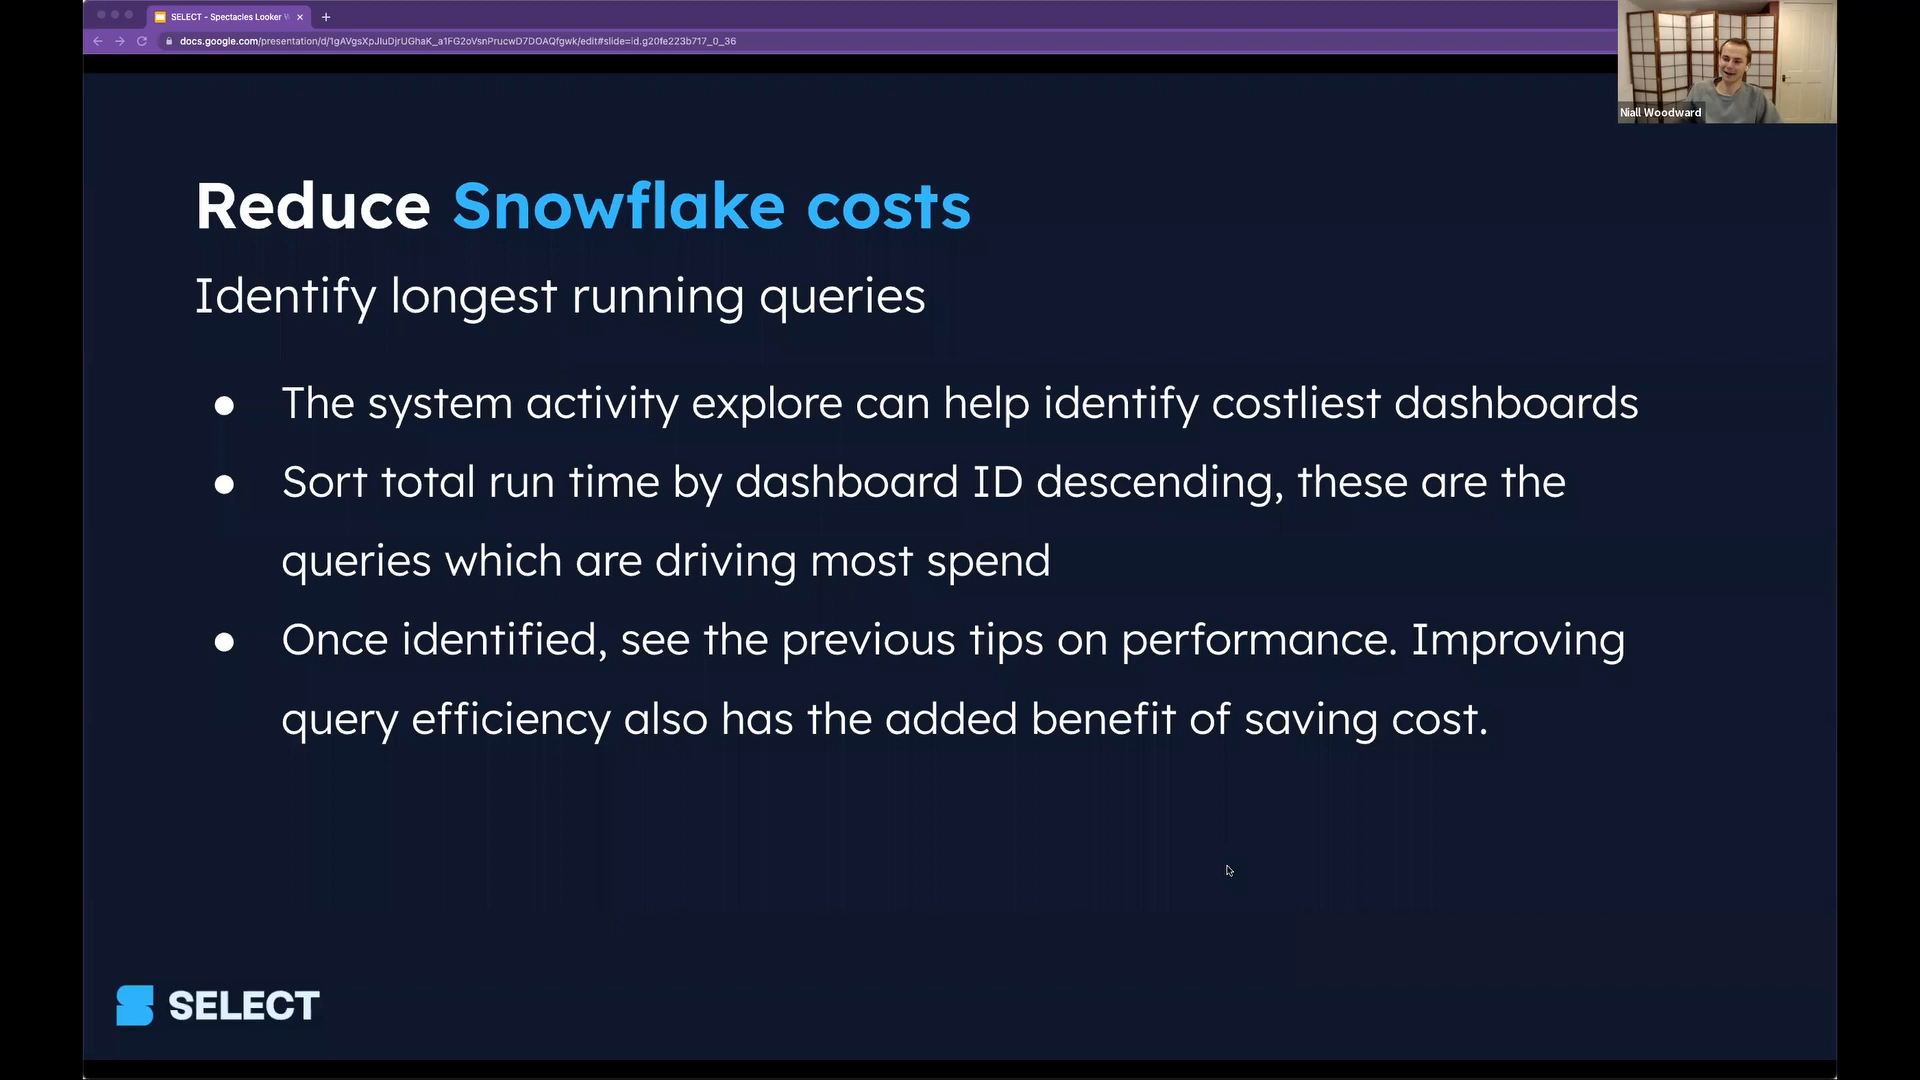 SELECT - Spectacles Looker
docs.google.com/presentation/d/1gAVgsXpJIuDjrUGhaK_a1FG2oVsnPrucwD7DOAQfgwk/edit#slide=id.g20fe223b717_0_36
Niall Woodward
Reduce Snowflake costs
Identify longest running queries
● The system activity explore can help identify costliest dashboards
● Sort total run time by dashboard ID descending, these are the
queries which are driving most spend
● Once identified, see the previous tips on performance. Improving
query efficiency also has the added benefit of saving cost.
SELECT